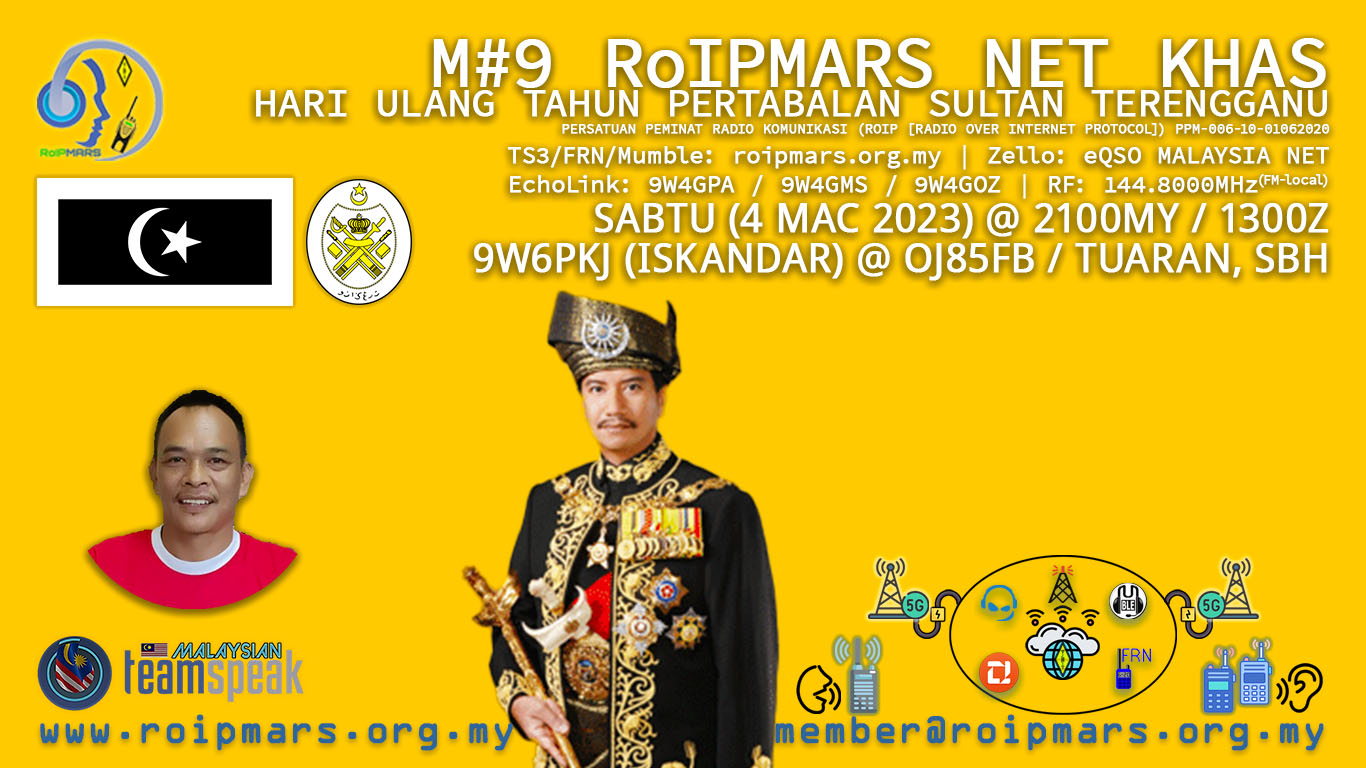 M#9 RoIPMARS NET KHAS
HARI ULANG TAHUN PERTABALAN SULTAN TERENGGANU
PERSATUAN PEMINAT RADIO KOMUNIKASI (ROIP [RADIO OVER INTERNET PROTOCOL]) PPM-006-10-01062020
TS3/FRN/Mumble: roipmars.org.my | Zello: eQSO MALAYSIA NET
EchoLink: 9W4GPA / 9W4GMS / 9W4GOZ | RF: 144.8000MHz(FM-local)
SABTU (4 MAC 2023) @ 2100MY / 1300Z
9W6PKJ (ISKANDAR) @ OJ85FB / TUARAN, SBH
RoIPMARS
5G
5G
BLE
FRN
MALAYSIAN
teamspeak
www.roipmars.org.my
member@roipmars.org.my